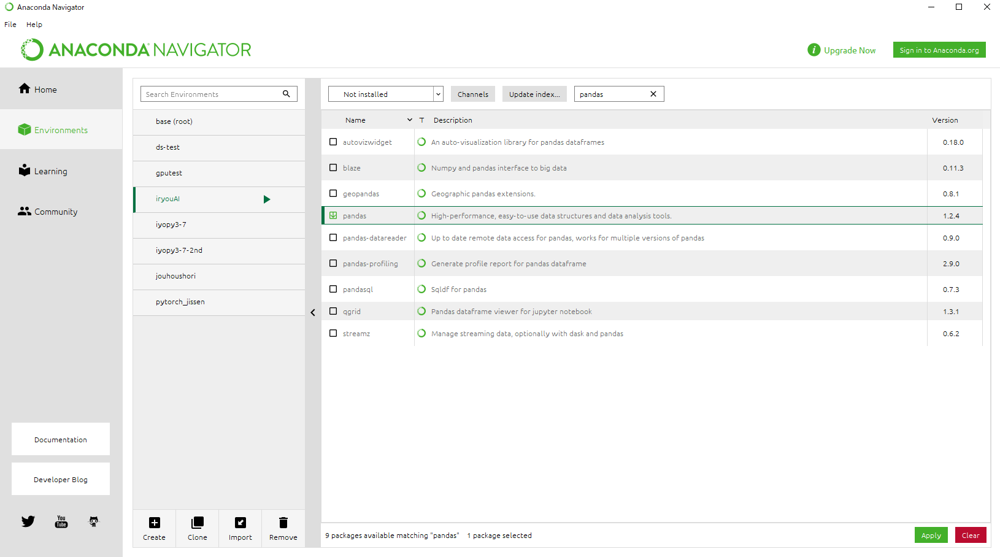 Anaconda Navigator
File Help
ANACONDA NAVIGATOR
i Upgrade Now Sign in to Anaconda.org
Home
Environments
Learning
Community
Documentation
Developer Blog
You
Tube
Search Environments
base (root)
ds-test
gputest
iryouAI
iyopy3-7
iyopy3-7-2nd
jouhoushori
pytorch_jissen
Create Clone Import Remove
Not installed Channels Update index... pandas
Name T Description Version
autovizwidget An auto-visualization library for pandas dataframes 0.18.0
blaze Numpy and pandas interface to big data 0.11.3
geopandas Geographic pandas extensions. 0.8.1
pandas High-performance, easy-to-use data structures and data analysis tools. 1.2.4
pandas-datareader Up to date remote data access for pandas, works for multiple versions of pandas 0.9.0
pandas-profiling Generate profile report for pandas dataframe 2.9.0
pandasql Sqldf for pandas 0.7.3
qgrid Pandas dataframe viewer for jupyter notebook 1.3.1
streamz Manage streaming data, optionally with dask and pandas 0.6.2
9 packages available matching "pandas" 1 package selected Apply Clear